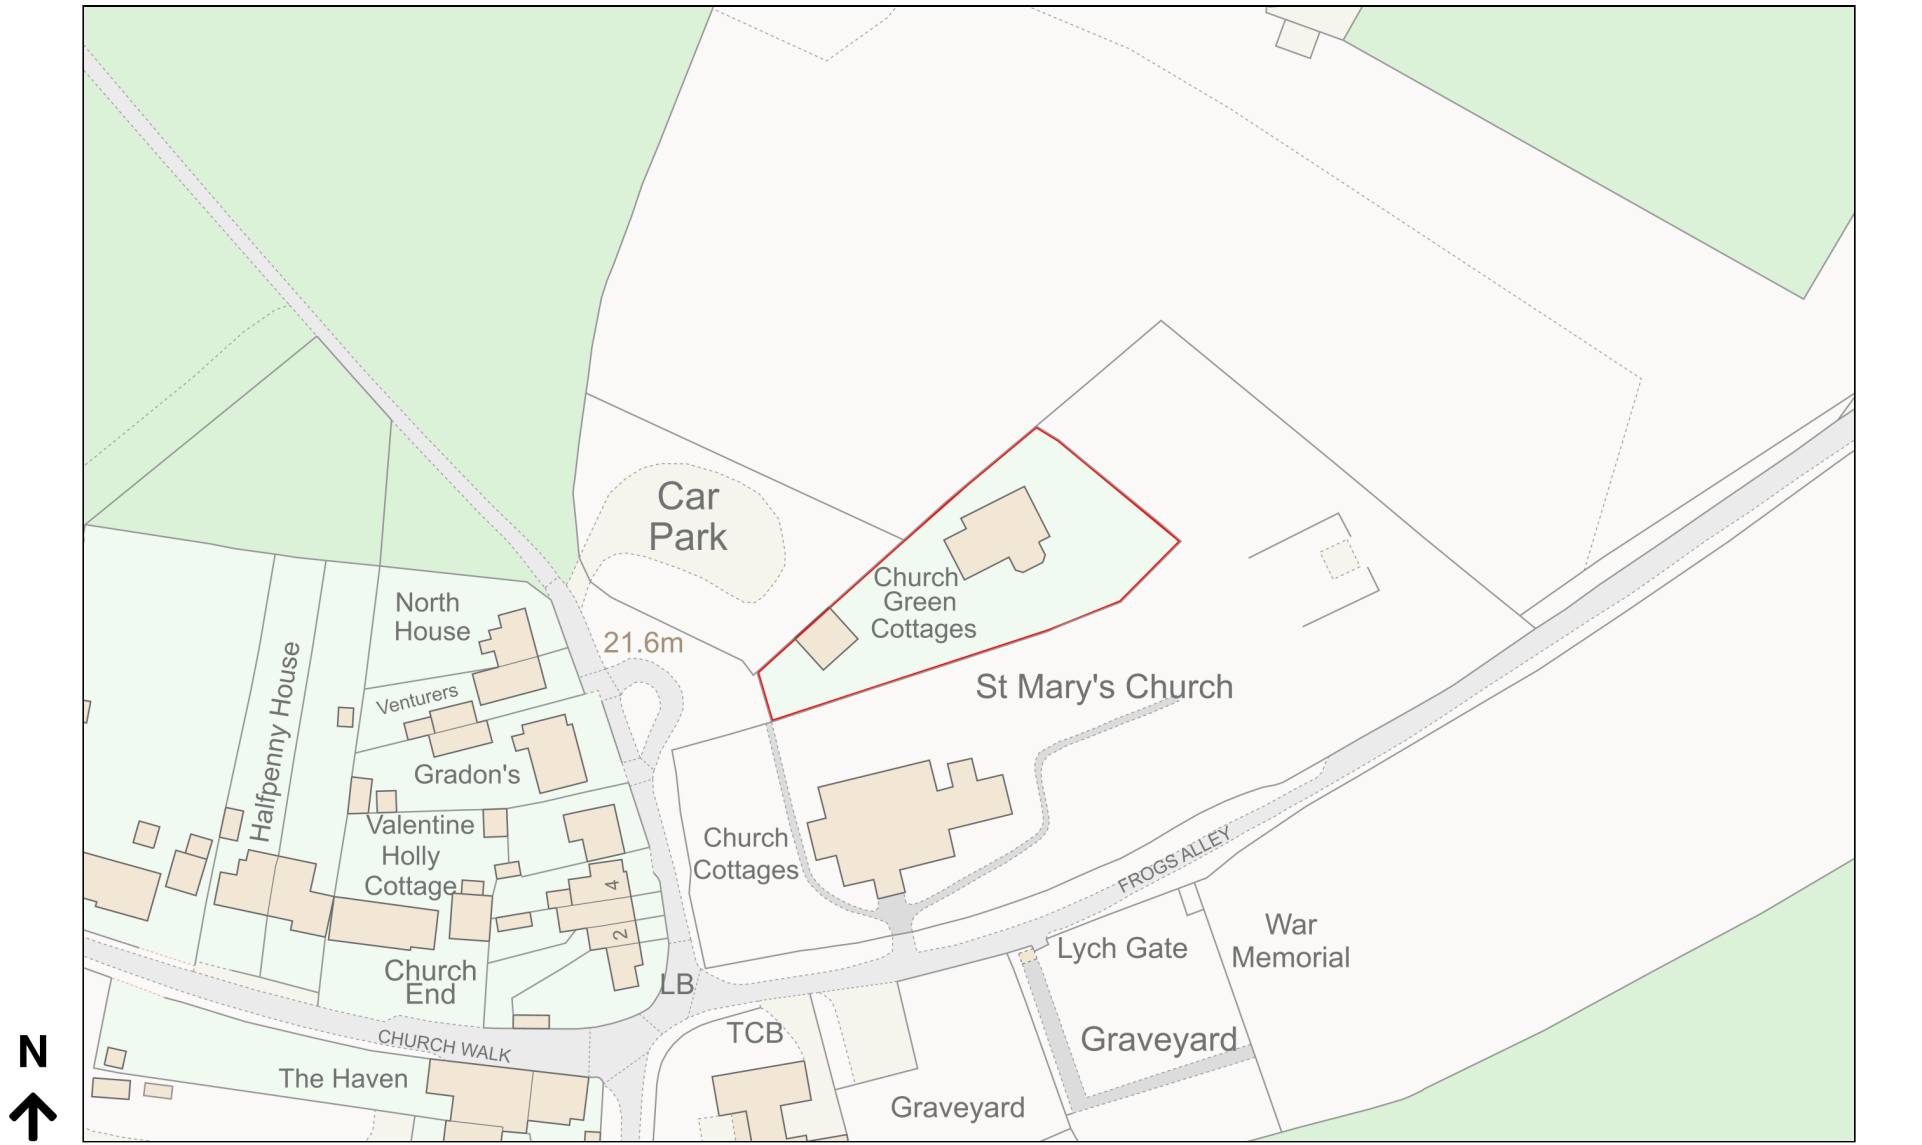 Car
Park
Church
Green
Cottages
North
House
21.6m
Halfpenny House
Venturers
St Mary's Church
Gradon's
Valentine
Holly
Cottage
Church
Cottages
4
2
FROGS ALLEY
War
Memorial
Lych Gate
Church
End
LB
TCB
CHURCH WALK
Graveyard
The Haven
Graveyard
N